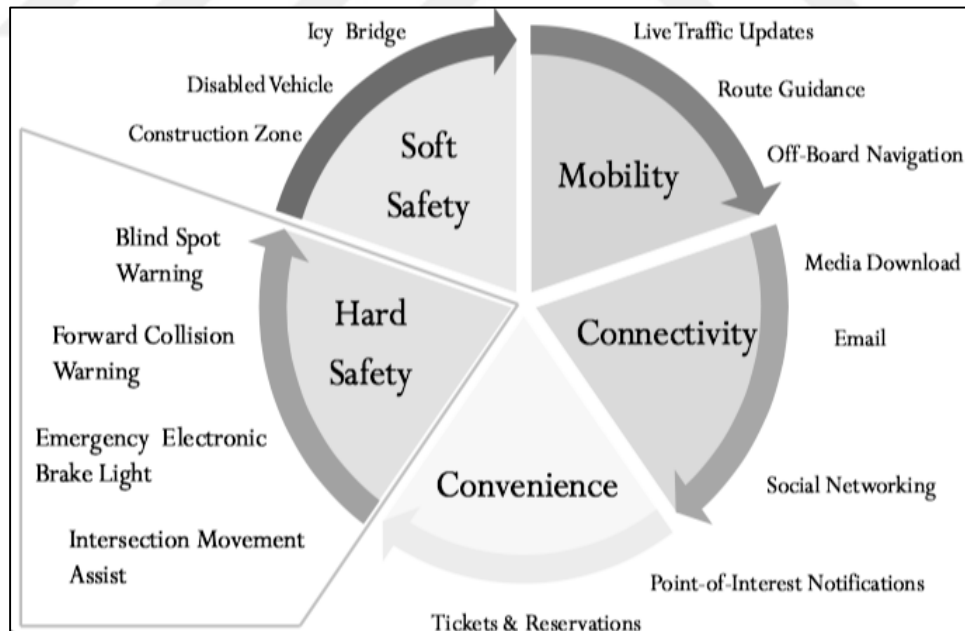 Icy Bridge
Disabled Vehicle
Construction Zone
Soft
Safety
Live Traffic Updates
Route Guidance
Off-Board Navigation
Mobility
Blind Spot
Warning
Forward Collision
Warning
Emergency Electronic
Brake Light
Intersection Movement
Assist
Hard
Safety
Connectivity
Media Download
Email
Social Networking
Convenience
Point-of-Interest Notifications
Tickets & Reservations